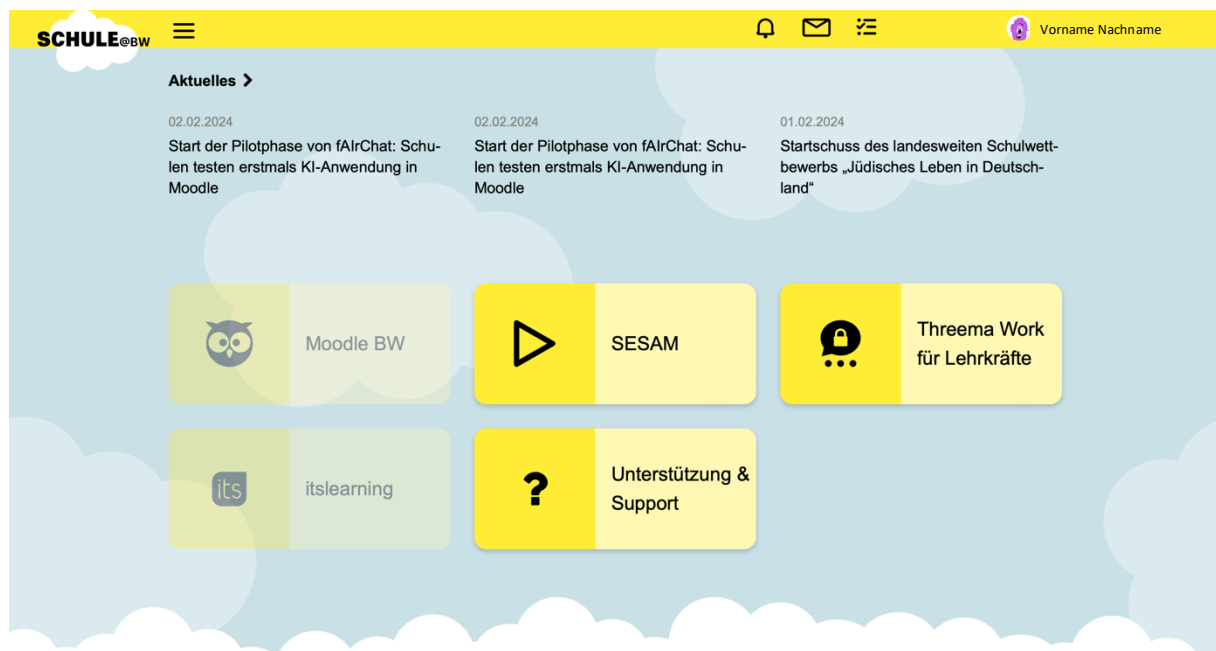 SCHULE@BW
Vorname Nachname
Aktuelles
02.02.2024
Start der Pilotphase von fAIrChat: Schu-
len testen erstmals KI-Anwendung in
Moodle
02.02.2024
Start der Pilotphase von fAIrChat: Schu-
len testen erstmals KI-Anwendung in
Moodle
01.02.2024
Startschuss des landesweiten Schulwett-
bewerbs „Jüdisches Leben in Deutsch-
land“
Moodle BW
SESAM
Threema Work
für Lehrkräfte
its
itslearning
?
Unterstützung &
Support